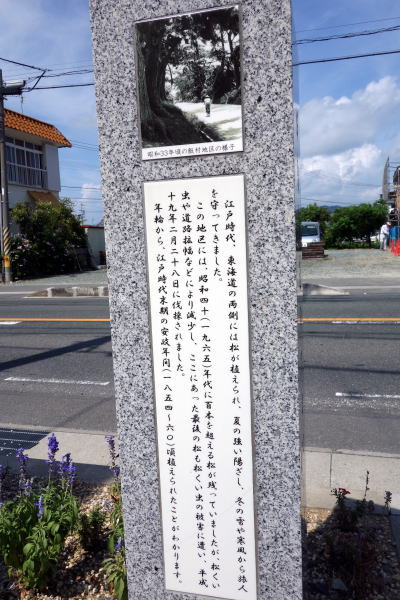 昭和33年頃の飯村地区の様子
江戸時代、東海道の両側には松が植えられ、夏の強い陽ざし、冬の雪や寒風から旅人
を守ってきました。
この地区には、昭和四十(一九六五)年代に百本を超える松が残っていましたが、松くい
虫や道路拡幅などにより減少し、ここにあった最後の松も松くい虫の被害に遭い、平成
十九年二月二十八日に伐採されました。
年輪から、江戸時代末期の安政年間(一八五四〜六〇)頃植えられたことがわかります。